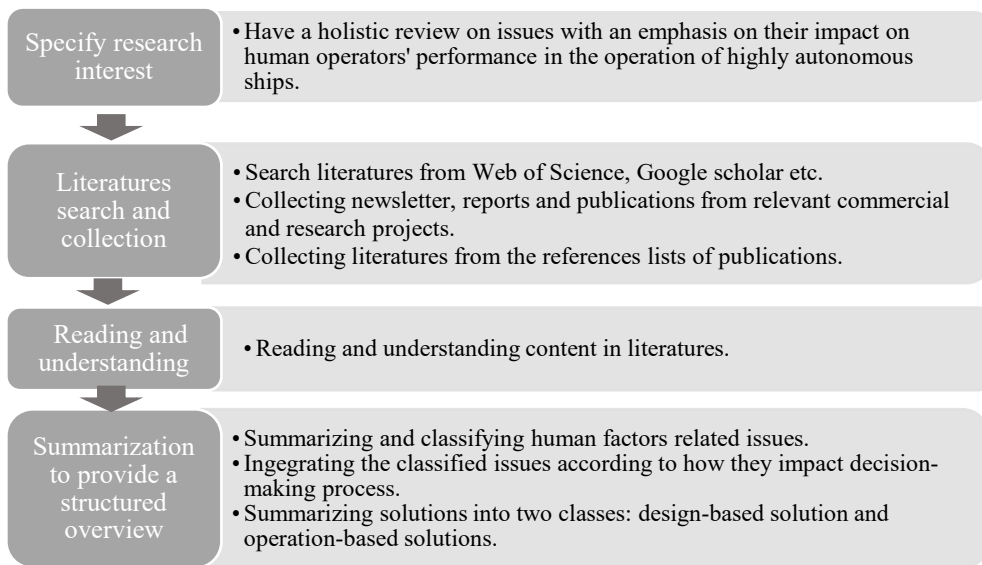 Specify research
interest
• Have a holistic review on issues with an emphasis on their impact on
human operators' performance in the operation of highly autonomous
ships.
Literatures
search and
collection
• Search literatures from Web of Science, Google scholar etc.
• Collecting newsletter, reports and publications from relevant commercial
and research projects.
• Collecting literatures from the references lists of publications.
Reading and
understanding
• Reading and understanding content in literatures.
Summarization
to provide a
structured
overview
• Summarizing and classifying human factors related issues.
• Ingegrating the classified issues according to how they impact decision-
making process.
• Summarizing solutions into two classes: design-based solution and
operation-based solutions.